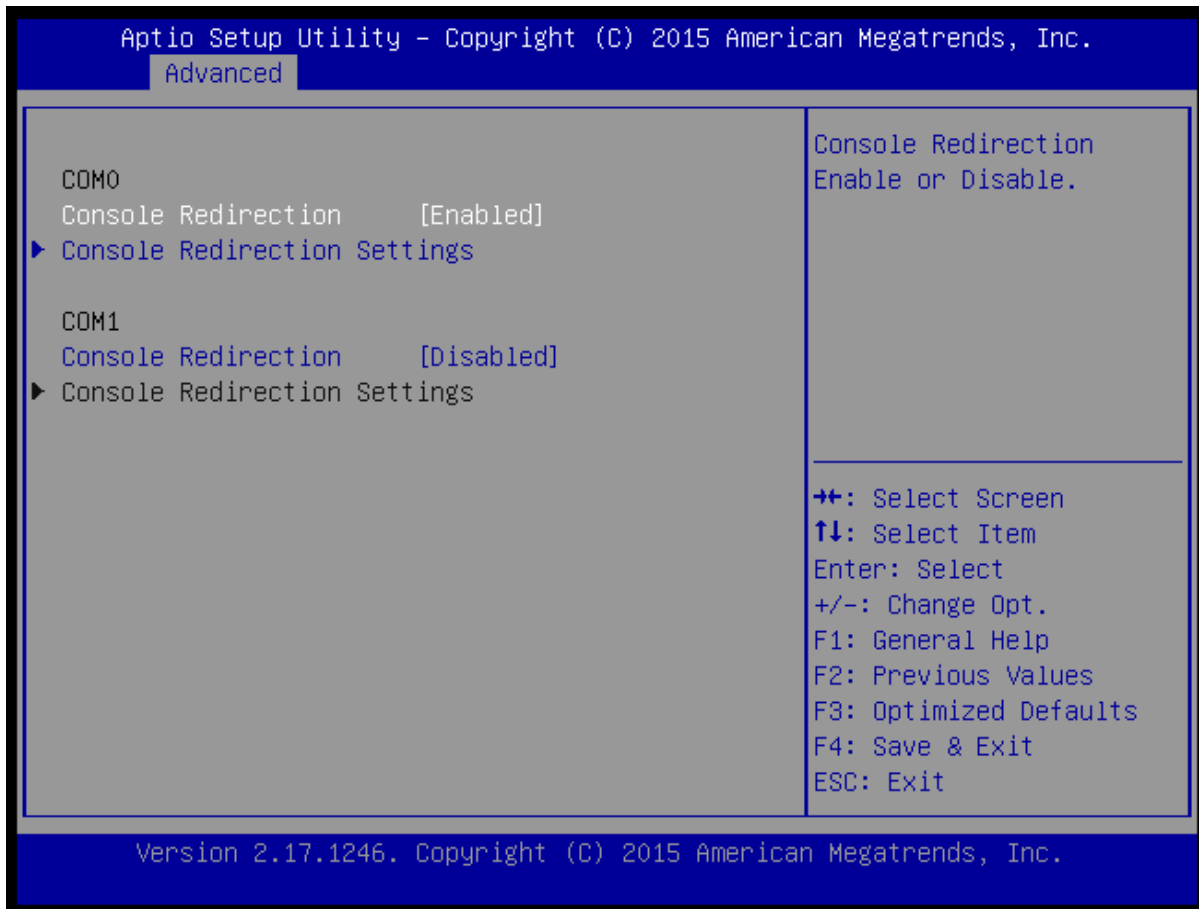 Aptio Setup Utility – Copyright (C) 2015 American Megatrends, Inc.
Advanced
COM0
Console Redirection [Enabled]
▶ Console Redirection Settings
COM1
Console Redirection [Disabled]
▶ Console Redirection Settings
Console Redirection
Enable or Disable.
→←: Select Screen
↑↓: Select Item
Enter: Select
+/-: Change Opt.
F1: General Help
F2: Previous Values
F3: Optimized Defaults
F4: Save & Exit
ESC: Exit
Version 2.17.1246. Copyright (C) 2015 American Megatrends, Inc.